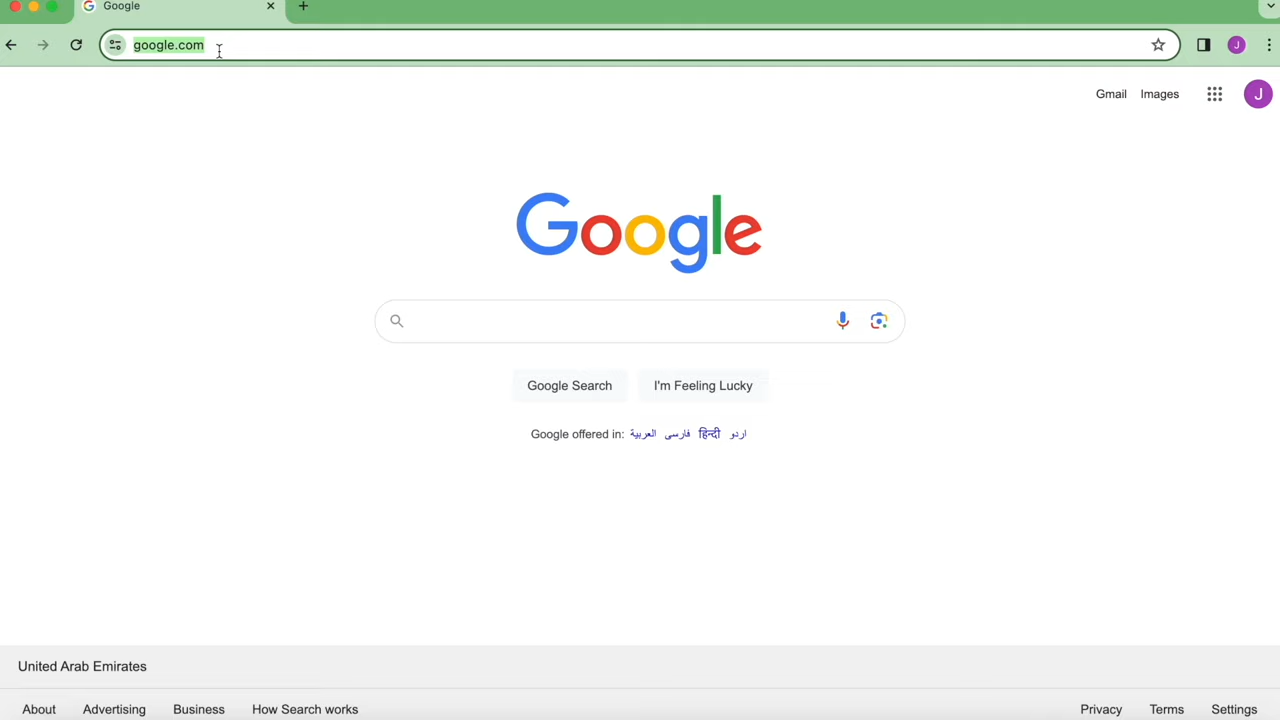 Google
google.com
J
Gmail Images
J
Google
Google Search I'm Feeling Lucky
Google offered in: العربية فارسی हिन्दी اردو
United Arab Emirates
About Advertising Business How Search works Privacy Terms Settings